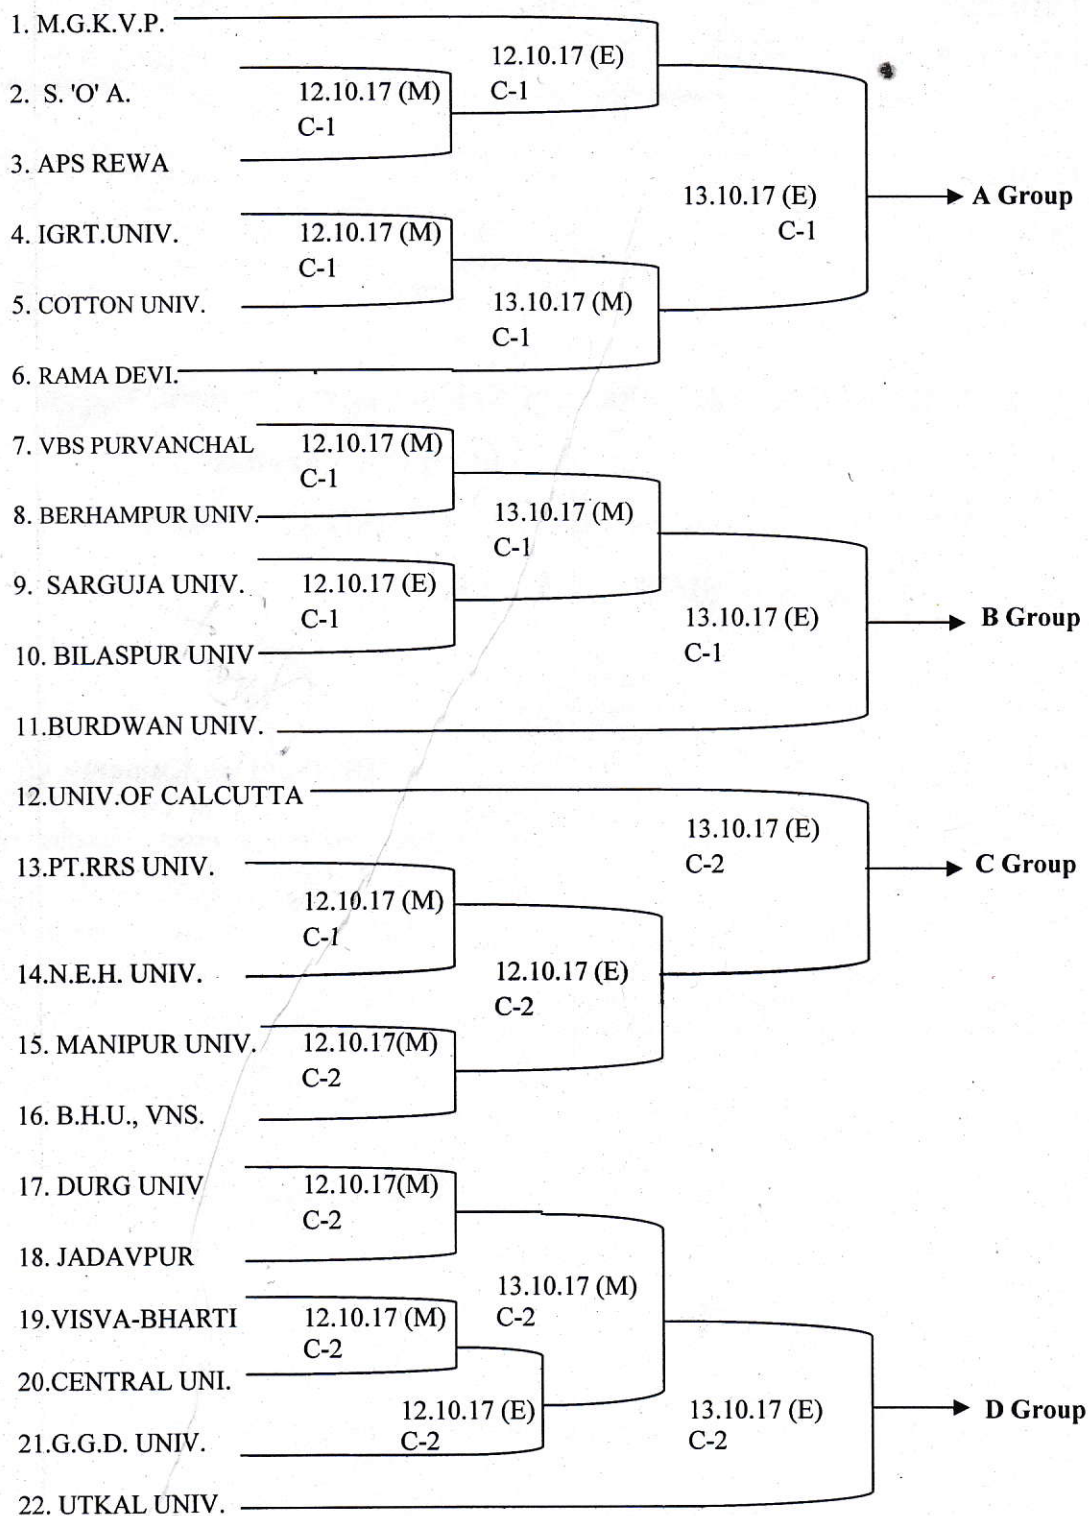 1. M.G.K.V.P.
12.10.17 (E)
C-1
2. S. 'O' A.
12.10.17 (M)
C-1
3. APS REWA
13.10.17 (E)
C-1
A Group
4. IGRT.UNIV.
12.10.17 (M)
C-1
5. COTTON UNIV.
13.10.17 (M)
C-1
6. RAMA DEVI.
7. VBS PURVANCHAL
12.10.17 (M)
C-1
8. BERHAMPUR UNIV.
13.10.17 (M)
C-1
9. SARGUJA UNIV.
12.10.17 (E)
C-1
13.10.17 (E)
C-1
B Group
10. BILASPUR UNIV
11.BURDWAN UNIV.
12.UNIV.OF CALCUTTA
13.10.17 (E)
C-2
C Group
13.PT.RRS UNIV.
12.10.17 (M)
C-1
14.N.E.H. UNIV.
12.10.17 (E)
C-2
15. MANIPUR UNIV.
12.10.17(M)
C-2
16. B.H.U., VNS.
17. DURG UNIV
12.10.17(M)
C-2
18. JADAVPUR
13.10.17 (M)
C-2
19.VISVA-BHARTI
12.10.17 (M)
C-2
20.CENTRAL UNI.
12.10.17 (E)
C-2
13.10.17 (E)
C-2
D Group
21.G.G.D. UNIV.
22. UTKAL UNIV.